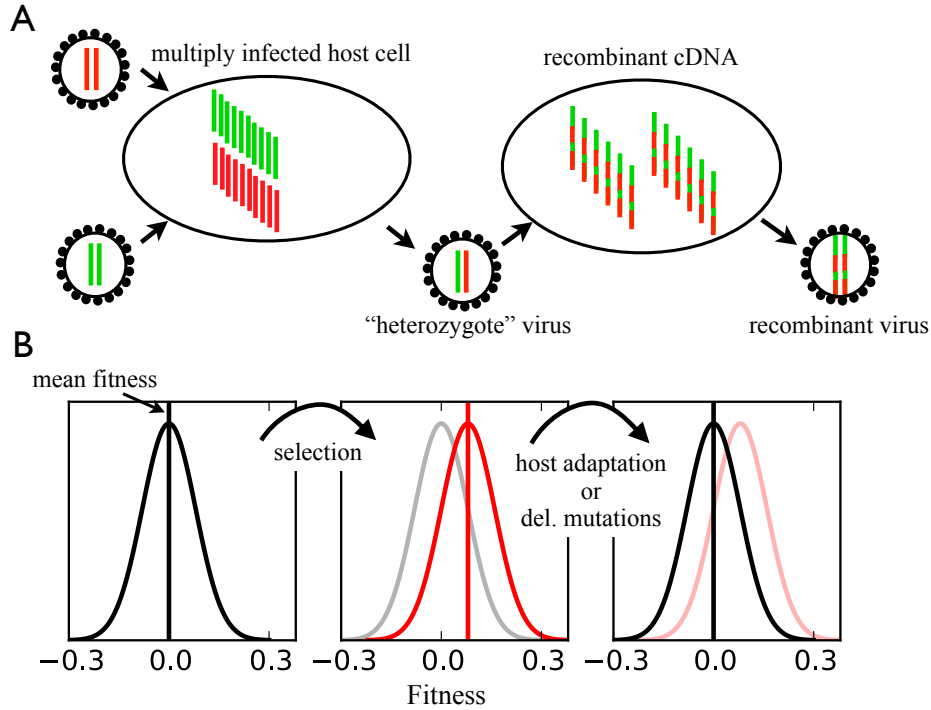 A
multiply infected host cell
recombinant cDNA
“heterozygote” virus
recombinant virus
B
mean fitness
selection
host adaptation
or
del. mutations
−0.3 0.0 0.3
−0.3 0.0 0.3
−0.3 0.0 0.3
Fitness